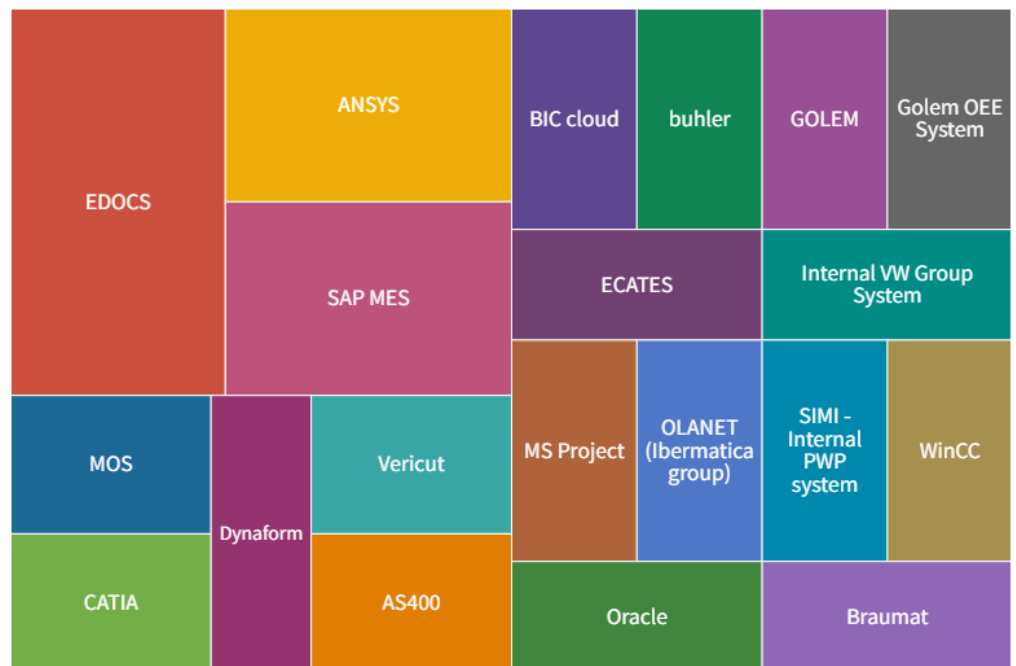 EDOCS
ANSYS
SAP MES
MOS
CATIA
Dynaform
Vericut
AS400
BIC cloud
buhler
GOLEM
Golem OEE
System
ECATES
Internal VW Group
System
MS Project
OLANET
(Ibermatica
group)
SIMI -
Internal
PWP
system
WinCC
Oracle
Braumat